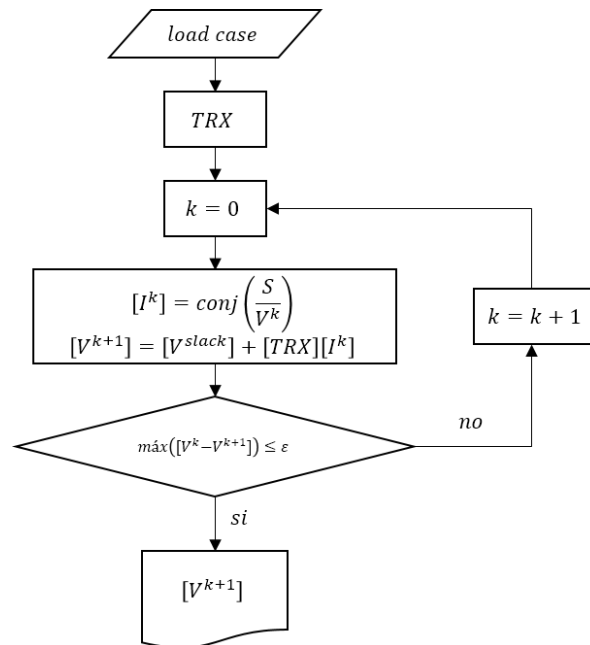 load case
TRX
k = 0
[I^k] = conj(S/V^k)
[V^{k+1}] = [V^{slack}] + [TRX][I^k]
k = k + 1
máx([V^k−V^{k+1}]) ≤ ε
no
si
[V^{k+1}]